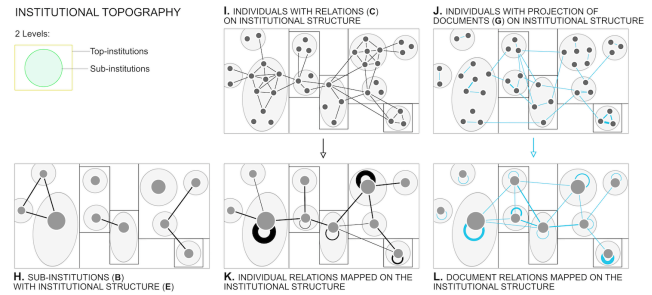 INSTITUTIONAL TOPOGRAPHY
2 Levels:
Top-institutions
Sub-institutions
I. INDIVIDUALS WITH RELATIONS (C)
ON INSTITUTIONAL STRUCTURE
J. INDIVIDUALS WITH PROJECTION OF
DOCUMENTS (G) ON INSTITUTIONAL STRUCTURE
H. SUB-INSTITUTIONS (B)
WITH INSTITUTIONAL STRUCTURE (E)
K. INDIVIDUAL RELATIONS MAPPED ON THE
INSTITUTIONAL STRUCTURE
L. DOCUMENT RELATIONS MAPPED ON THE
INSTITUTIONAL STRUCTURE